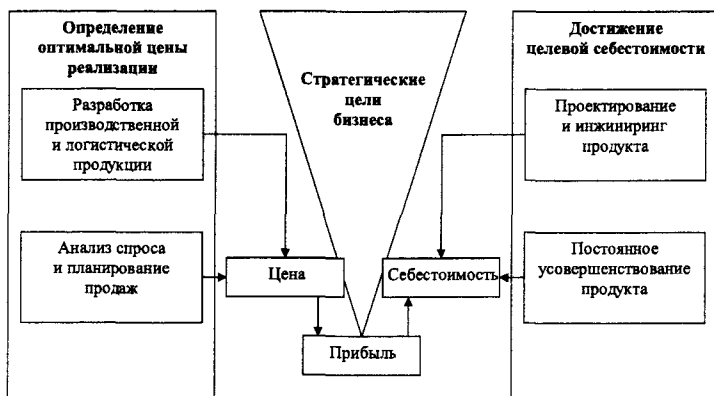 Определение
оптимальной цены
реализации
Разработка
производственной
и логистической
продукции
Анализ спроса
и планирование
продаж
Стратегические
цели
бизнеса
Цена
Себестоимость
Прибыль
Достижение
целевой себестоимости
Проектирование
и инжиниринг
продукта
Постоянное
усовершенствование
продукта